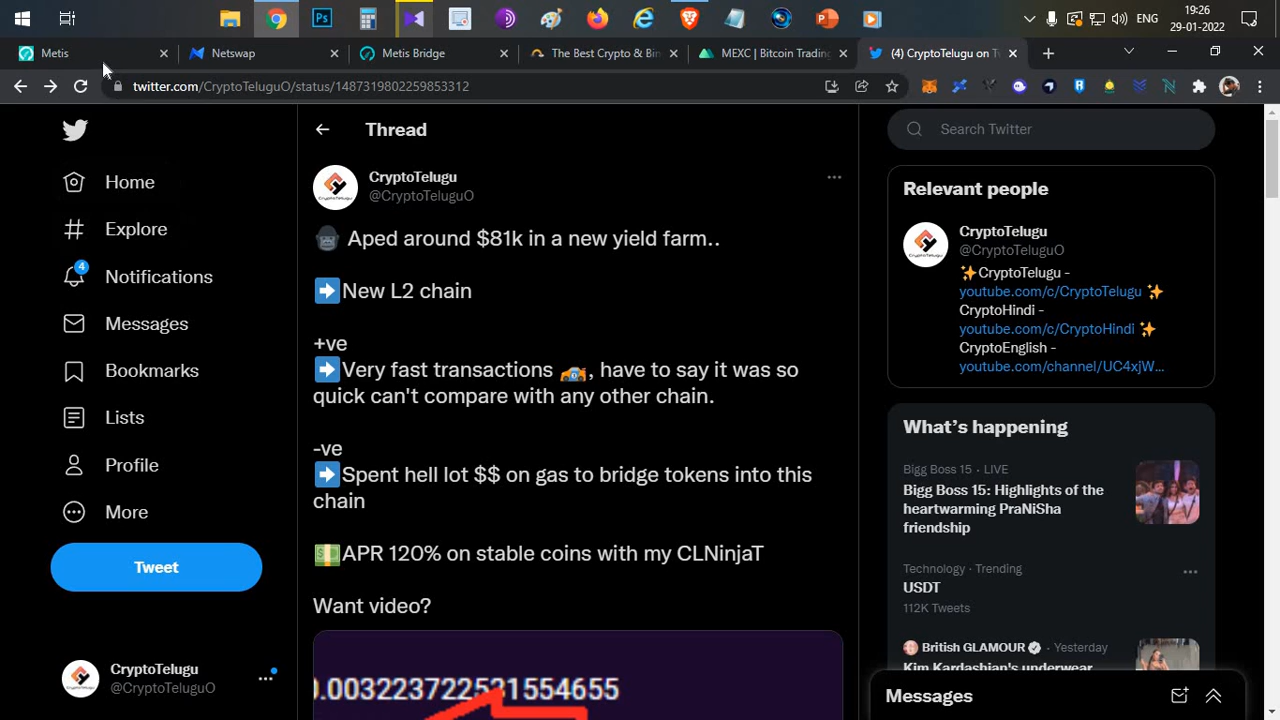 19:26
ENG
29-01-2022
Metis
Netswap
Metis Bridge
The Best Crypto & Bin
MEXC | Bitcoin Trading
(4) CryptoTelugu on Tw
twitter.com/CryptoTeluguO/status/1487319802259853312
Home
Explore
4
Notifications
Messages
Bookmarks
Lists
Profile
More
Tweet
CryptoTelugu
@CryptoTeluguO
Thread
CryptoTelugu
@CryptoTeluguO
Aped around $81k in a new yield farm..
➡New L2 chain
+ve
➡Very fast transactions 🚕, have to say it was so
quick can't compare with any other chain.
-ve
➡Spent hell lot $$ on gas to bridge tokens into this
chain
💵APR 120% on stable coins with my CLNinjaT
Want video?
0.003223722521554655
Search Twitter
Relevant people
CryptoTelugu
@CryptoTeluguO
✨CryptoTelugu -
youtube.com/c/CryptoTelugu ✨
CryptoHindi -
youtube.com/c/CryptoHindi ✨
CryptoEnglish -
youtube.com/channel/UC4xjW...
What's happening
Bigg Boss 15 · LIVE
Bigg Boss 15: Highlights of the
heartwarming PraNiSha
friendship
Technology · Trending
USDT
112K Tweets
British GLAMOUR · Yesterday
Kim Kardashian's underwear
Messages